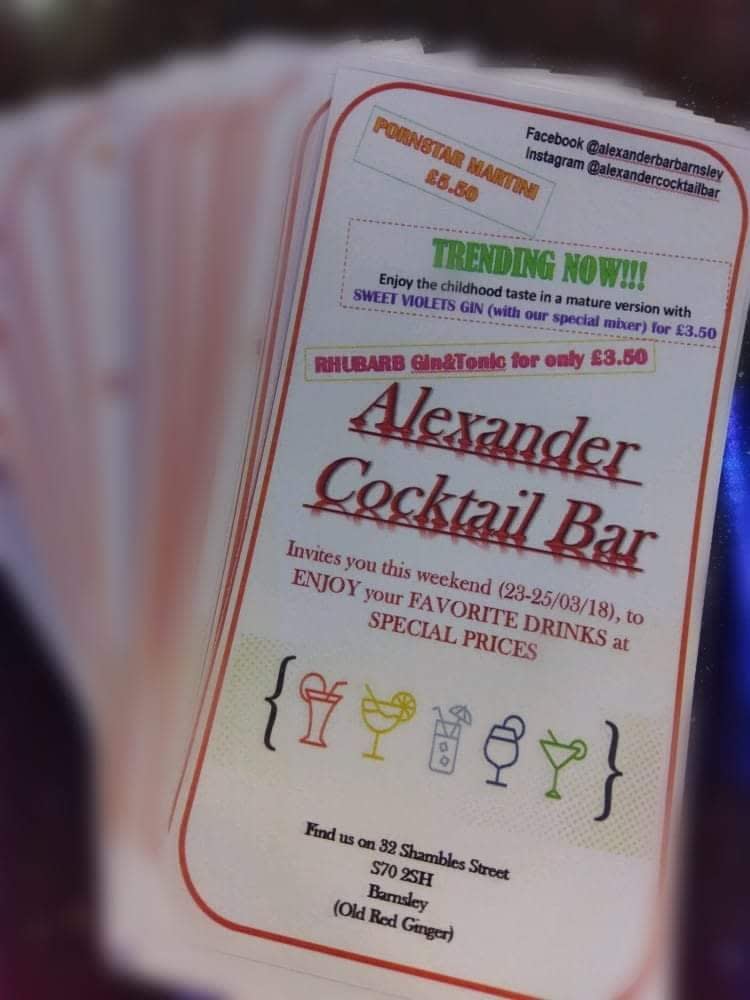 Facebook @alexanderbarbarnsley
Instagram @alexandercocktailbar
PORNSTAR MARTINI
£5.50
TRENDING NOW!!!
Enjoy the childhood taste in a mature version with
SWEET VIOLETS GIN (with our special mixer) for £3.50
RHUBARB Gin&Tonic for only £3.50
Alexander
Cocktail Bar
Invites you this weekend (23-25/03/18), to
ENJOY your FAVORITE DRINKS at
SPECIAL PRICES
{ }
Find us on 32 Shambles Street
S70 2SH
Barnsley
(Old Red Ginger)